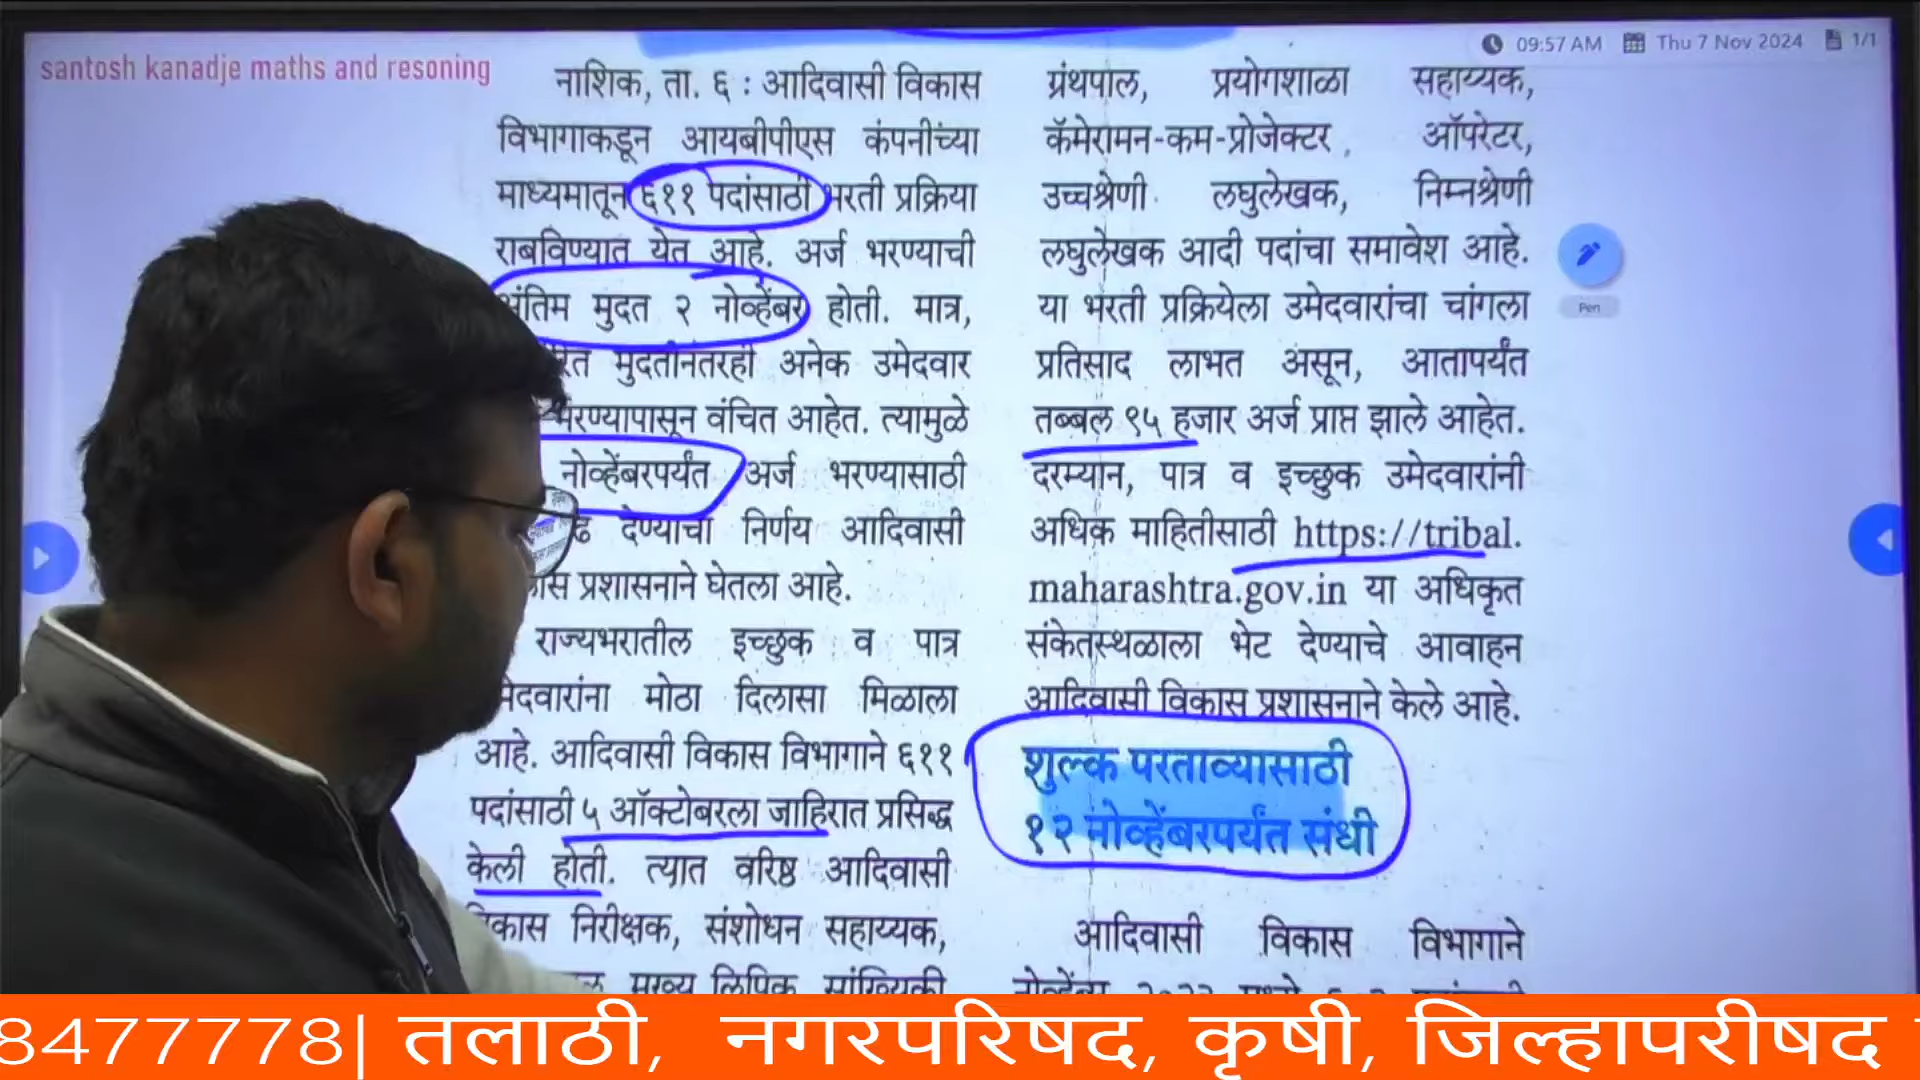 santosh kanadje maths and resoning
09:57 AM Thu 7 Nov 2024 1/1
नाशिक, ता. ६ : आदिवासी विकास
विभागाकडून आयबीपीएस कंपनीच्या
माध्यमातून ६११ पदांसाठी भरती प्रक्रिया
राबविण्यात येत आहे. अर्ज भरण्याची
अंतिम मुदत २ नोव्हेंबर होती. मात्र,
मुदतीनंतरही अनेक उमेदवार
भरण्यापासून वंचित आहेत. त्यामुळे
नोव्हेंबरपर्यंत अर्ज भरण्यासाठी
देण्याचा निर्णय आदिवासी
प्रशासनाने घेतला आहे.
राज्यभरातील इच्छुक व पात्र
मेदवारांना मोठा दिलासा मिळाला
आहे. आदिवासी विकास विभागाने ६११
पदांसाठी ५ ऑक्टोबरला जाहिरात प्रसिद्ध
केली होती. त्यात वरिष्ठ आदिवासी
विकास निरीक्षक, संशोधन सहाय्यक,
मुख्य लिपिक सांख्यिकी
ग्रंथपाल, प्रयोगशाळा सहाय्यक,
कॅमेरामन-कम-प्रोजेक्टर, ऑपरेटर,
उच्चश्रेणी लघुलेखक, निम्नश्रेणी
लघुलेखक आदी पदांचा समावेश आहे.
या भरती प्रक्रियेला उमेदवारांचा चांगला
प्रतिसाद लाभत असून, आतापर्यंत
तब्बल ९५ हजार अर्ज प्राप्त झाले आहेत.
दरम्यान, पात्र व इच्छुक उमेदवारांनी
अधिक माहितीसाठी https://tribal.
maharashtra.gov.in या अधिकृत
संकेतस्थळाला भेट देण्याचे आवाहन
आदिवासी विकास प्रशासनाने केले आहे.
शुल्क परताव्यासाठी
१२ नोव्हेंबरपर्यंत संधी
आदिवासी विकास विभागाने
Pen
8477778| तलाठी, नगरपरिषद, कृषी, जिल्हापरीषद